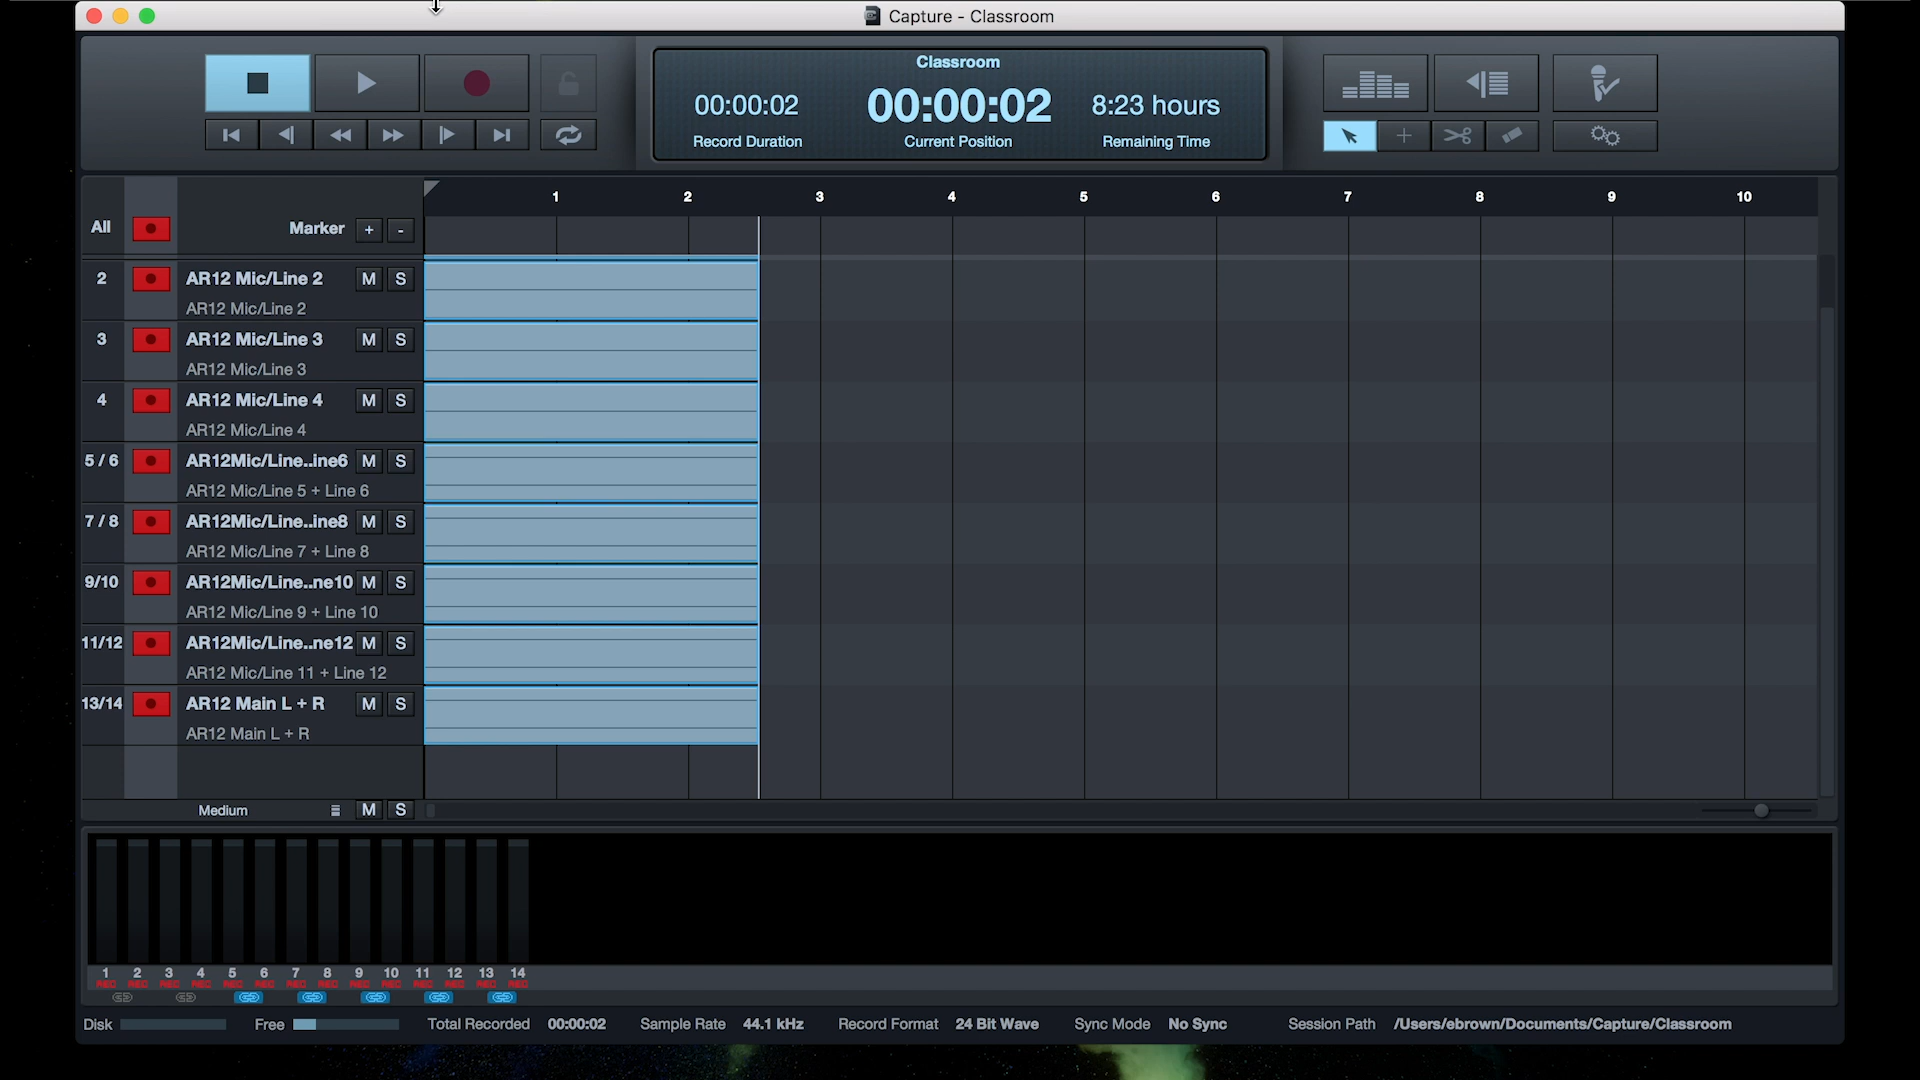 Capture - Classroom
Classroom
00:00:02 00:00:02 8:23 hours
Record Duration Current Position Remaining Time
1 2 3 4 5 6 7 8 9 10
All Marker + -
2 AR12 Mic/Line 2 M S
AR12 Mic/Line 2
3 AR12 Mic/Line 3 M S
AR12 Mic/Line 3
4 AR12 Mic/Line 4 M S
AR12 Mic/Line 4
5 / 6 AR12Mic/Line..ine6 M S
AR12 Mic/Line 5 + Line 6
7 / 8 AR12Mic/Line..ine8 M S
AR12 Mic/Line 7 + Line 8
9/10 AR12Mic/Line..ne10 M S
AR12 Mic/Line 9 + Line 10
11/12 AR12Mic/Line..ne12 M S
AR12 Mic/Line 11 + Line 12
13/14 AR12 Main L + R M S
AR12 Main L + R
Medium M S
1 2 3 4 5 6 7 8 9 10 11 12 13 14
REC REC REC REC REC REC REC REC REC REC REC REC REC REC
Disk Free Total Recorded 00:00:02 Sample Rate 44.1 kHz Record Format 24 Bit Wave Sync Mode No Sync Session Path /Users/ebrown/Documents/Capture/Classroom